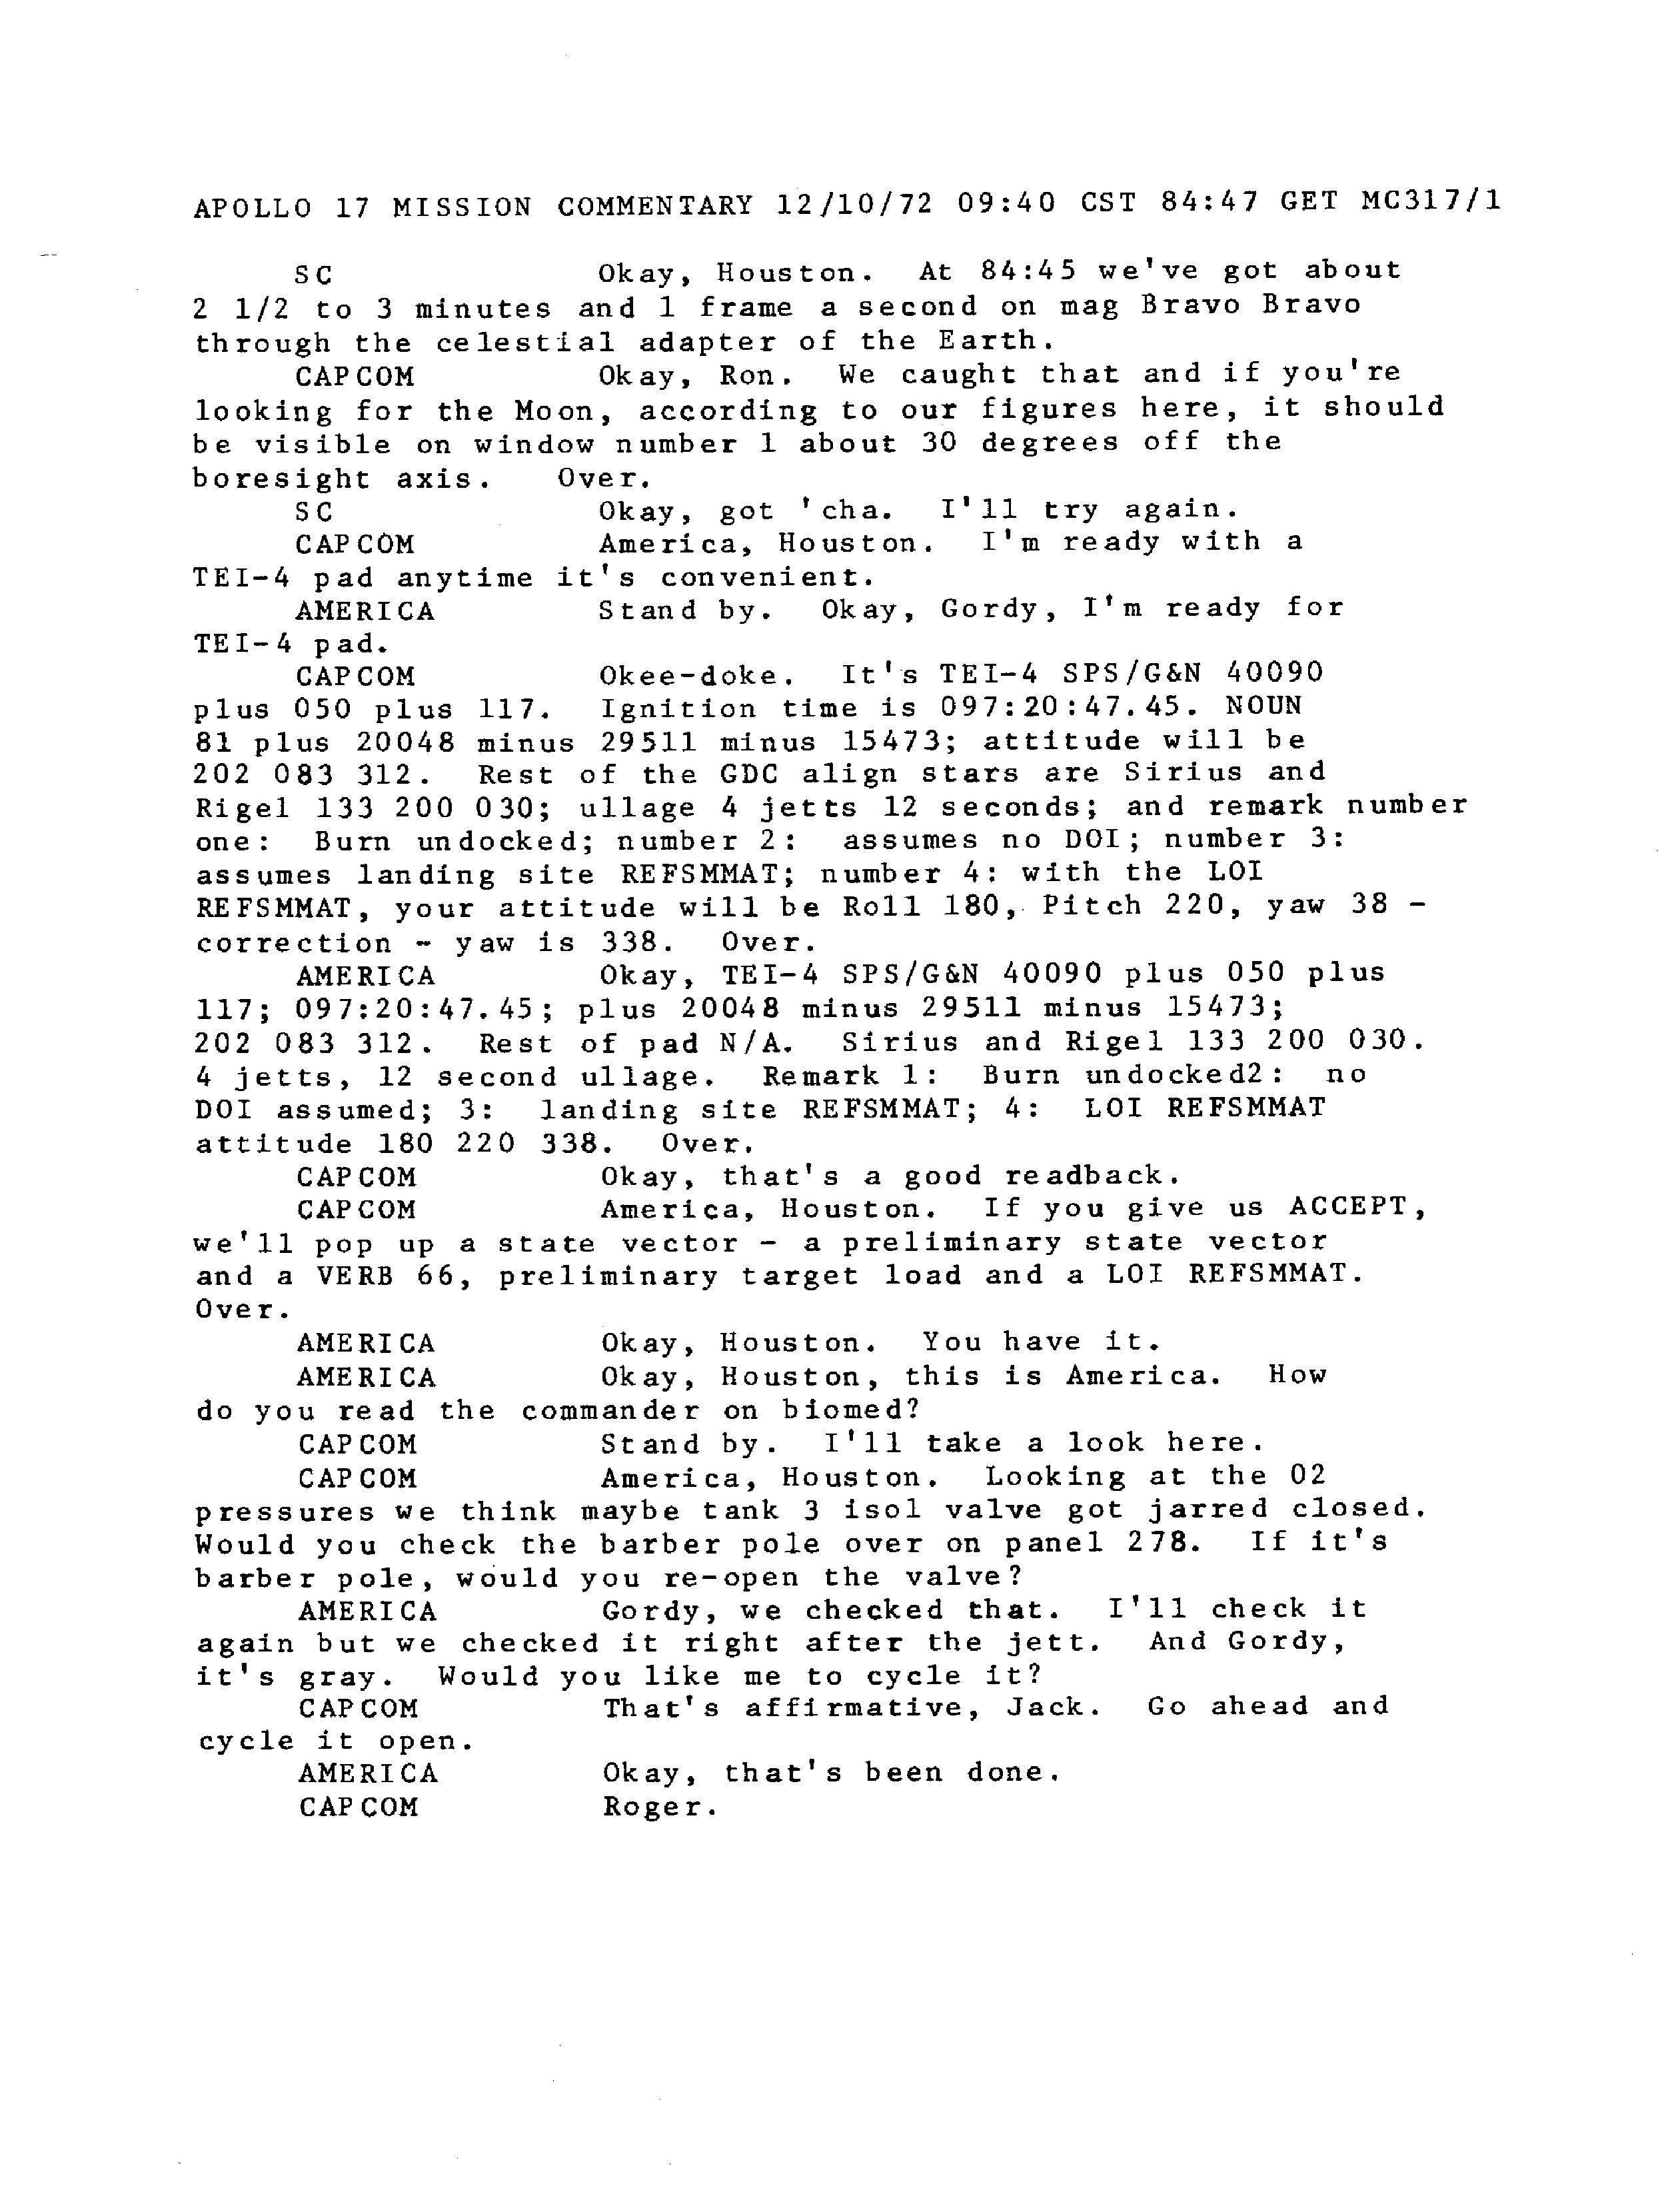 APOLLO 17 MISSION COMMENTARY 12/10/72 09:40 CST 84:47 GET MC317/1
SC Okay, Houston. At 84:45 we've got about
2 1/2 to 3 minutes and 1 frame a second on mag Bravo Bravo
through the celestial adapter of the Earth.
CAPCOM Okay, Ron. We caught that and if you're
looking for the Moon, according to our figures here, it should
be visible on window number 1 about 30 degrees off the
boresight axis. Over.
SC Okay, got 'cha. I'll try again.
CAPCOM America, Houston. I'm ready with a
TEI-4 pad anytime it's convenient.
AMERICA Stand by. Okay, Gordy, I'm ready for
TEI-4 pad.
CAPCOM Okee-doke. It's TEI-4 SPS/G&N 40090
plus 050 plus 117. Ignition time is 097:20:47.45. NOUN
81 plus 20048 minus 29511 minus 15473; attitude will be
202 083 312. Rest of the GDC align stars are Sirius and
Rigel 133 200 030; ullage 4 jetts 12 seconds; and remark number
one: Burn undocked; number 2: assumes no DOI; number 3:
assumes landing site REFSMMAT; number 4: with the LOI
REFSMMAT, your attitude will be Roll 180, Pitch 220, yaw 38 -
correction - yaw is 338. Over.
AMERICA Okay, TEI-4 SPS/G&N 40090 plus 050 plus
117; 097:20:47.45; plus 20048 minus 29511 minus 15473;
202 083 312. Rest of pad N/A. Sirius and Rigel 133 200 030.
4 jetts, 12 second ullage. Remark 1: Burn undocked2: no
DOI assumed; 3: landing site REFSMMAT; 4: LOI REFSMMAT
attitude 180 220 338. Over.
CAPCOM Okay, that's a good readback.
CAPCOM America, Houston. If you give us ACCEPT,
we'll pop up a state vector - a preliminary state vector
and a VERB 66, preliminary target load and a LOI REFSMMAT.
Over.
AMERICA Okay, Houston. You have it.
AMERICA Okay, Houston, this is America. How
do you read the commander on biomed?
CAPCOM Stand by. I'll take a look here.
CAPCOM America, Houston. Looking at the 02
pressures we think maybe tank 3 isol valve got jarred closed.
Would you check the barber pole over on panel 278. If it's
barber pole, would you re-open the valve?
AMERICA Gordy, we checked that. I'll check it
again but we checked it right after the jett. And Gordy,
it's gray. Would you like me to cycle it?
CAPCOM That's affirmative, Jack. Go ahead and
cycle it open.
AMERICA Okay, that's been done.
CAPCOM Roger.